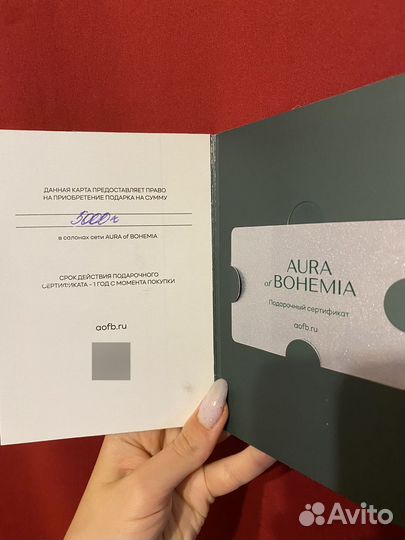 ДАННАЯ КАРТА ПРЕДОСТАВЛЯЕТ ПРАВО
НА ПРИОБРЕТЕНИЕ ПОДАРКА НА СУММУ
5000
в салонах сети AURA of BOHEMIA
СРОК ДЕЙСТВИЯ ПОДАРОЧНОГО
СЕРТИФИКАТА - 1 ГОД С МОМЕНТА ПОКУПКИ
aofb.ru
AURA
of BOHEMIA
Подарочный сертификат
aofb.ru
Avito